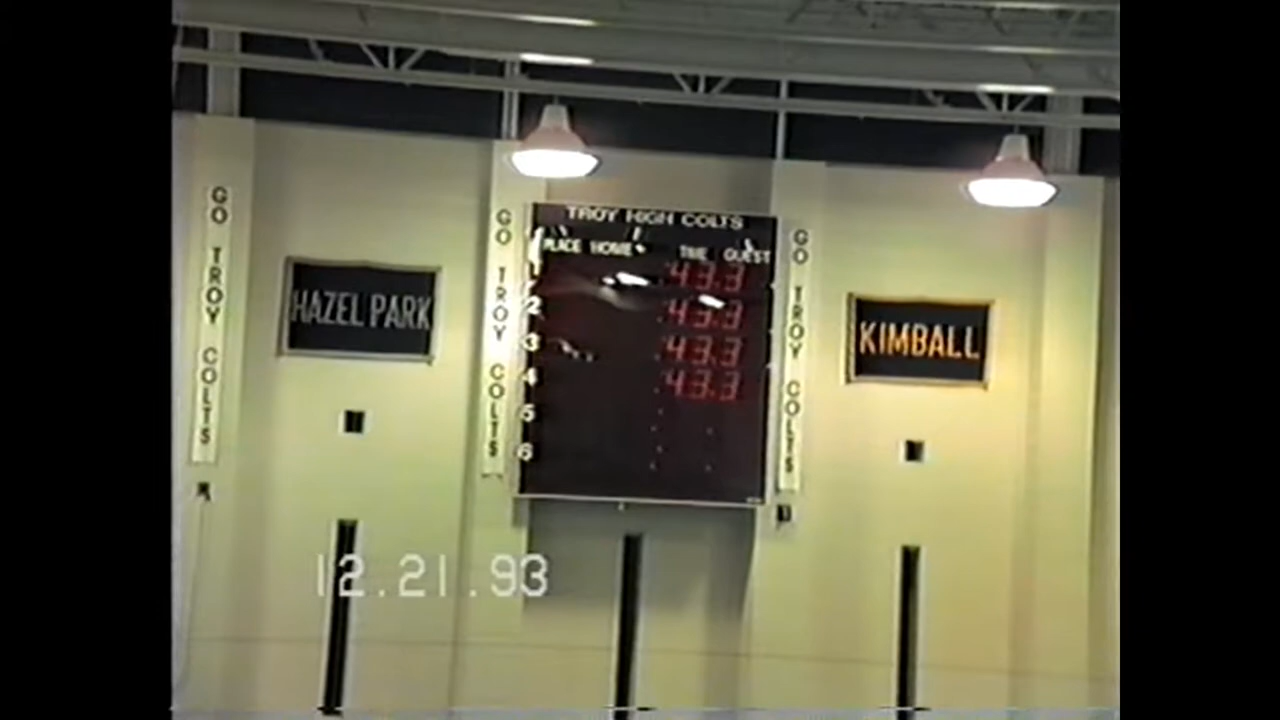 TROY HIGH COLTS
PLACE HOME TIME GUEST
1 43.3
2 43.3
3 43.3
4 43.3
5
6
GO TROY COLTS
GO TROY COLTS
GO TROY COLTS
HAZEL PARK
KIMBALL
12.21.93